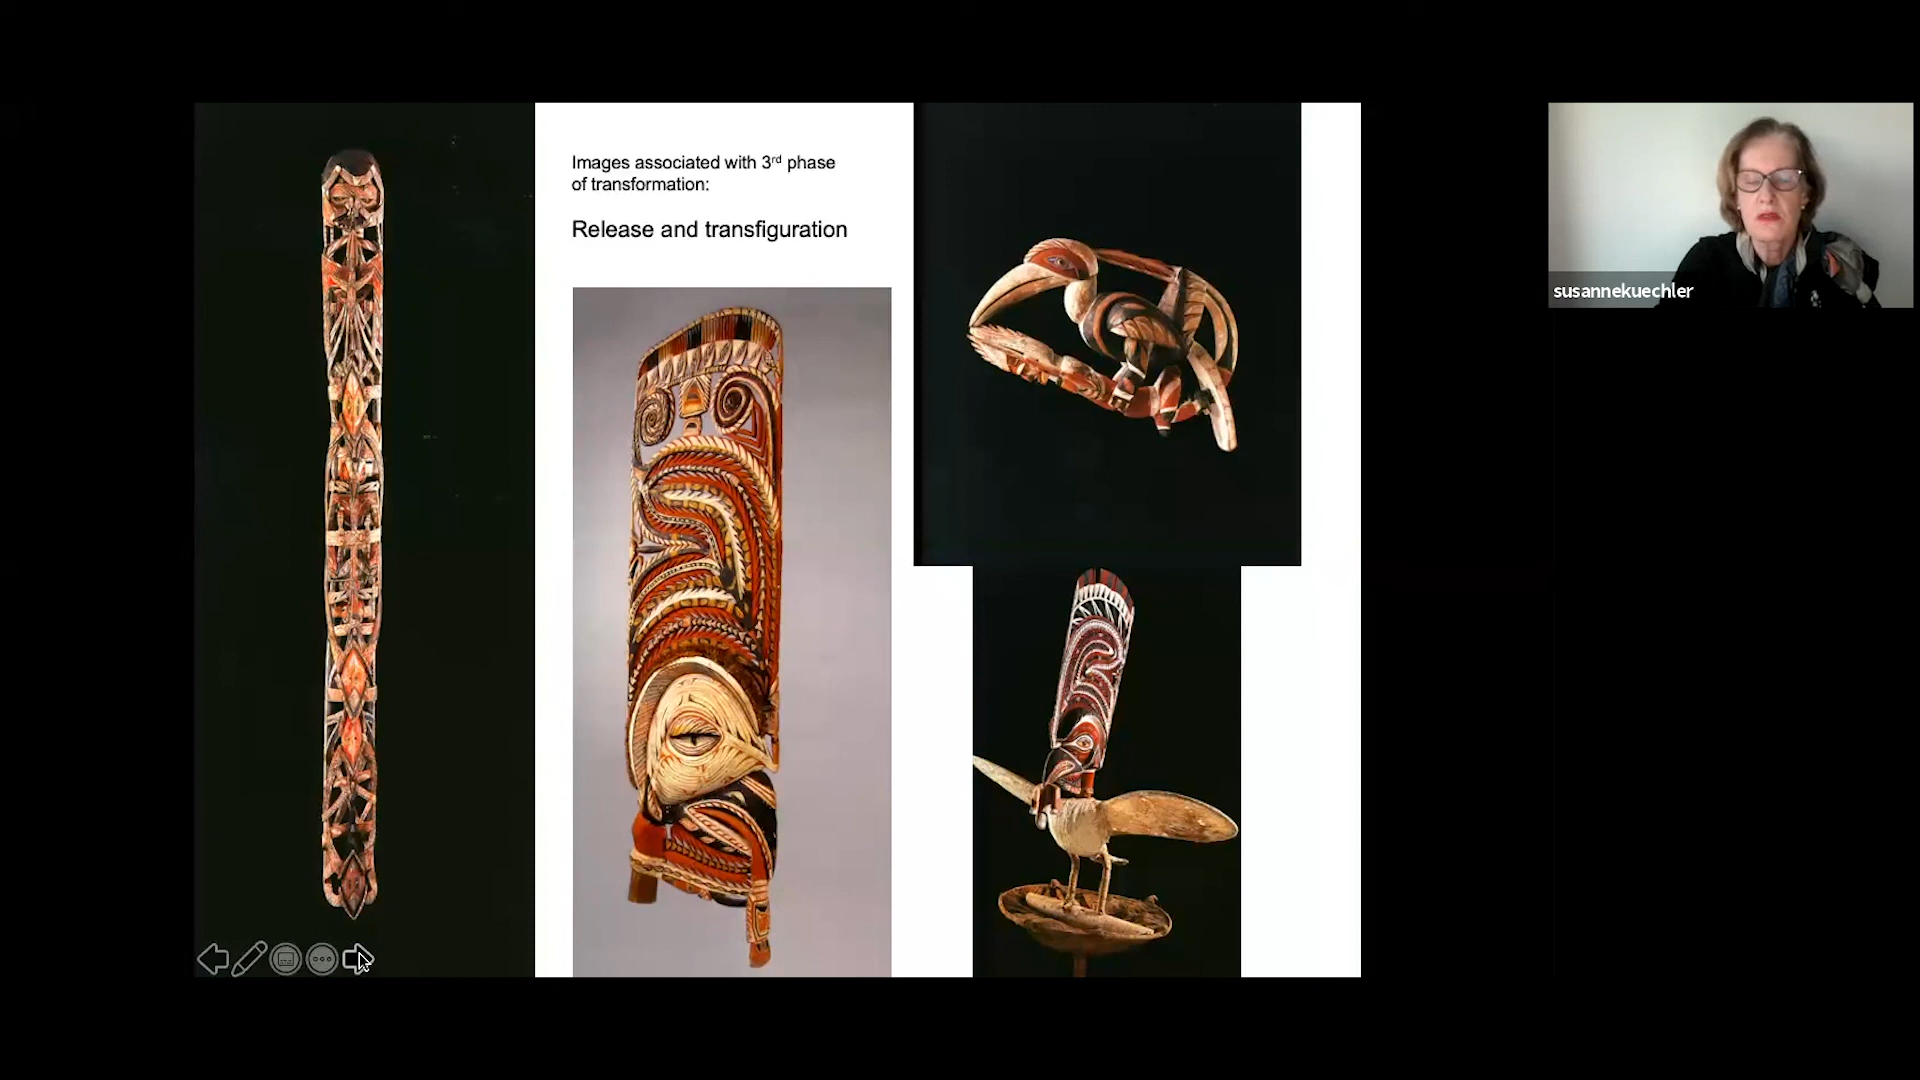 Images associated with 3rd phase
of transformation:
Release and transfiguration
susannekuechler